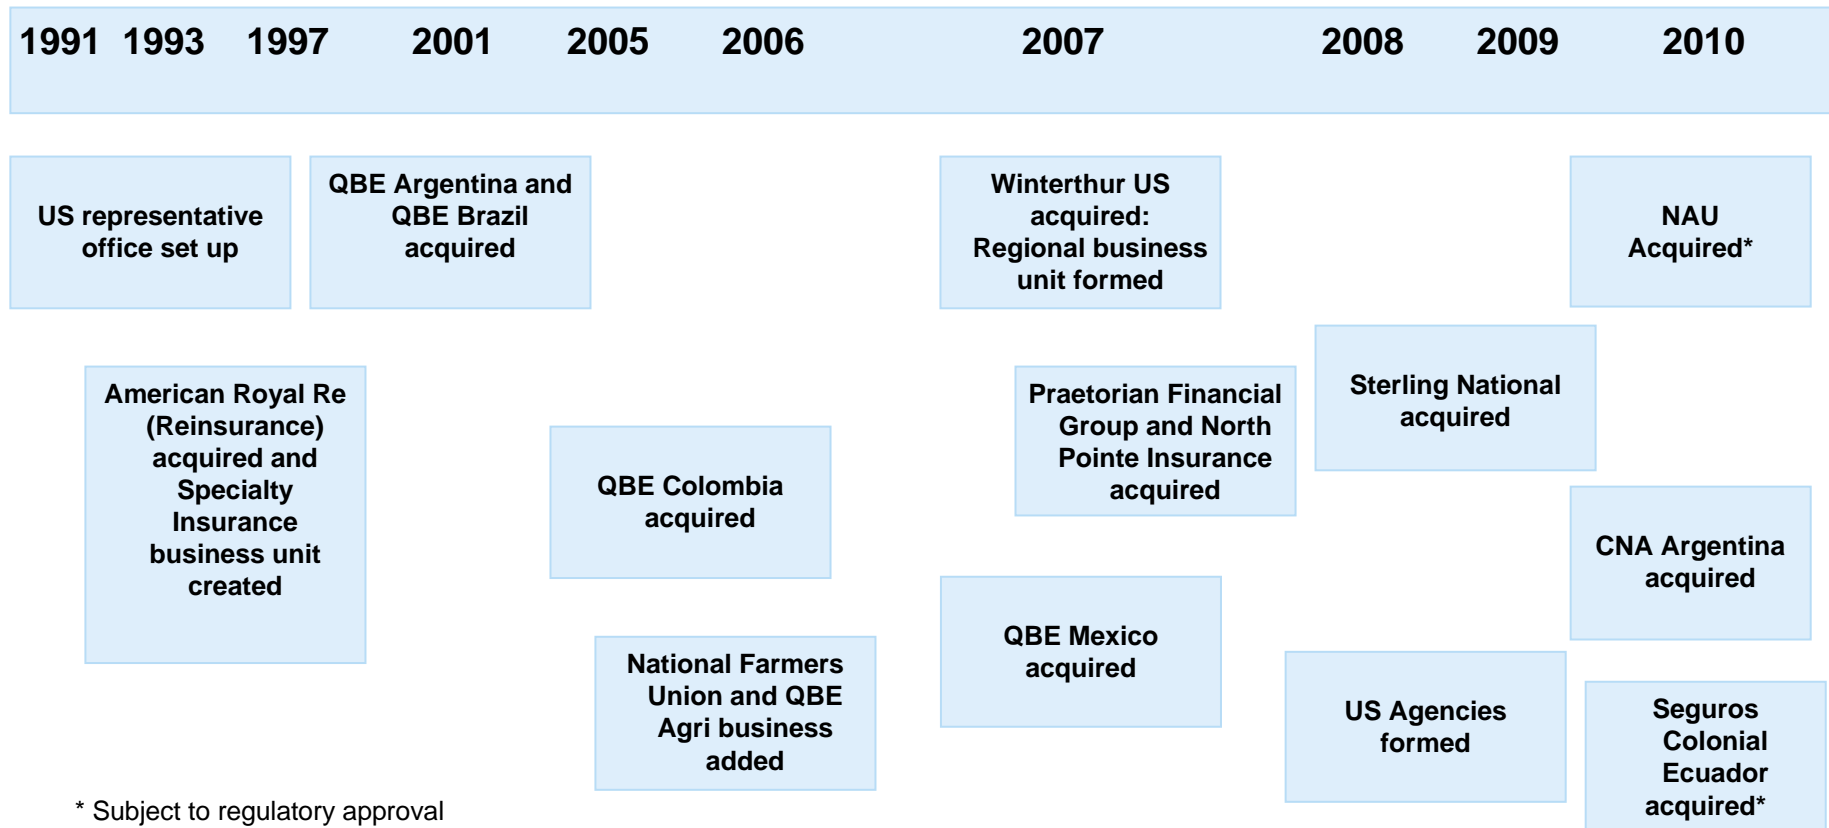 1991 1993 1997 2001 2005 2006 2007 2008 2009 2010
US representative
office set up
QBE Argentina and
QBE Brazil
acquired
Winterthur US
acquired:
Regional business
unit formed
NAU
Acquired*
American Royal Re
(Reinsurance)
acquired and
Specialty
Insurance
business unit
created
QBE Colombia
acquired
Praetorian Financial
Group and North
Pointe Insurance
acquired
Sterling National
acquired
CNA Argentina
acquired
National Farmers
Union and QBE
Agri business
added
QBE Mexico
acquired
US Agencies
formed
Seguros
Colonial
Ecuador
acquired*
* Subject to regulatory approval